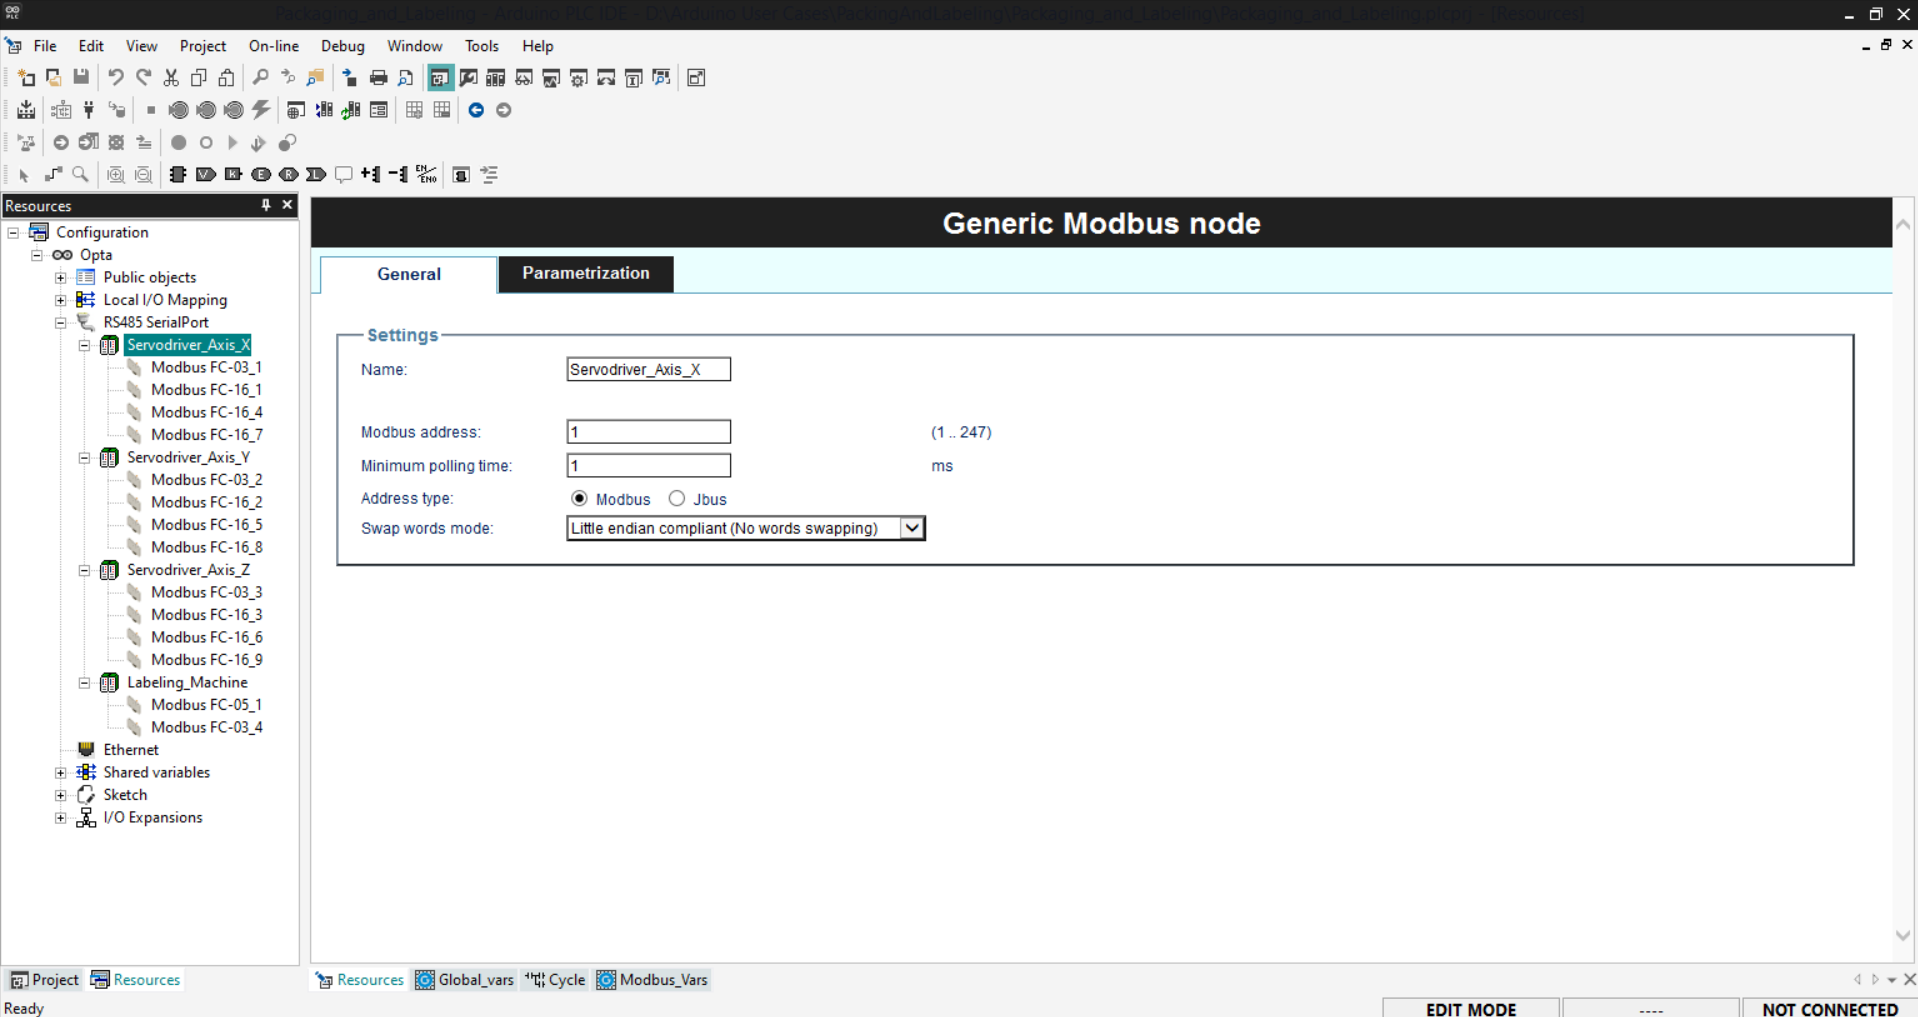 Packaging_and_Labeling - Arduino PLC IDE - D:\Arduino User Cases\PackingAndLabeling\Packaging_and_Labeling\Packaging_and_Labeling.plcprj - [Resources]
File Edit View Project On-line Debug Window Tools Help
EN/ENO
Resources
Generic Modbus node
Configuration
Opta
Public objects
Local I/O Mapping
RS485 SerialPort
Servodriver_Axis_X
Modbus FC-03_1
Modbus FC-16_1
Modbus FC-16_4
Modbus FC-16_7
Servodriver_Axis_Y
Modbus FC-03_2
Modbus FC-16_2
Modbus FC-16_5
Modbus FC-16_8
Servodriver_Axis_Z
Modbus FC-03_3
Modbus FC-16_3
Modbus FC-16_6
Modbus FC-16_9
Labeling_Machine
Modbus FC-05_1
Modbus FC-03_4
Ethernet
Shared variables
Sketch
I/O Expansions
General Parametrization
Settings
Name: Servodriver_Axis_X
Modbus address: 1 (1 .. 247)
Minimum polling time: 1 ms
Address type: Modbus Jbus
Swap words mode: Little endian compliant (No words swapping)
Project Resources
Resources Global_vars Cycle Modbus_Vars
Ready EDIT MODE ---- NOT CONNECTED